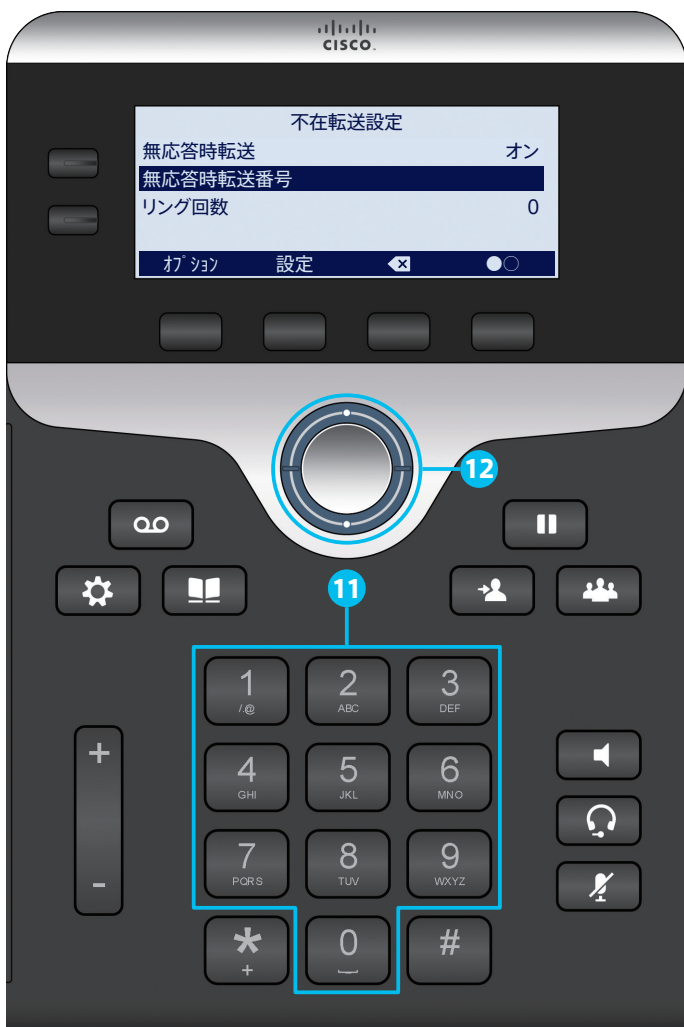 CISCO.
不在転送設定
無応答時転送 オン
無応答時転送番号
リング回数 0
オプション 設定
12
11
1 2 3
/.@ ABC DEF
4 5 6
GHI JKL MNO
7 8 9
PQRS TUV WXYZ
* 0 #
+
+
-